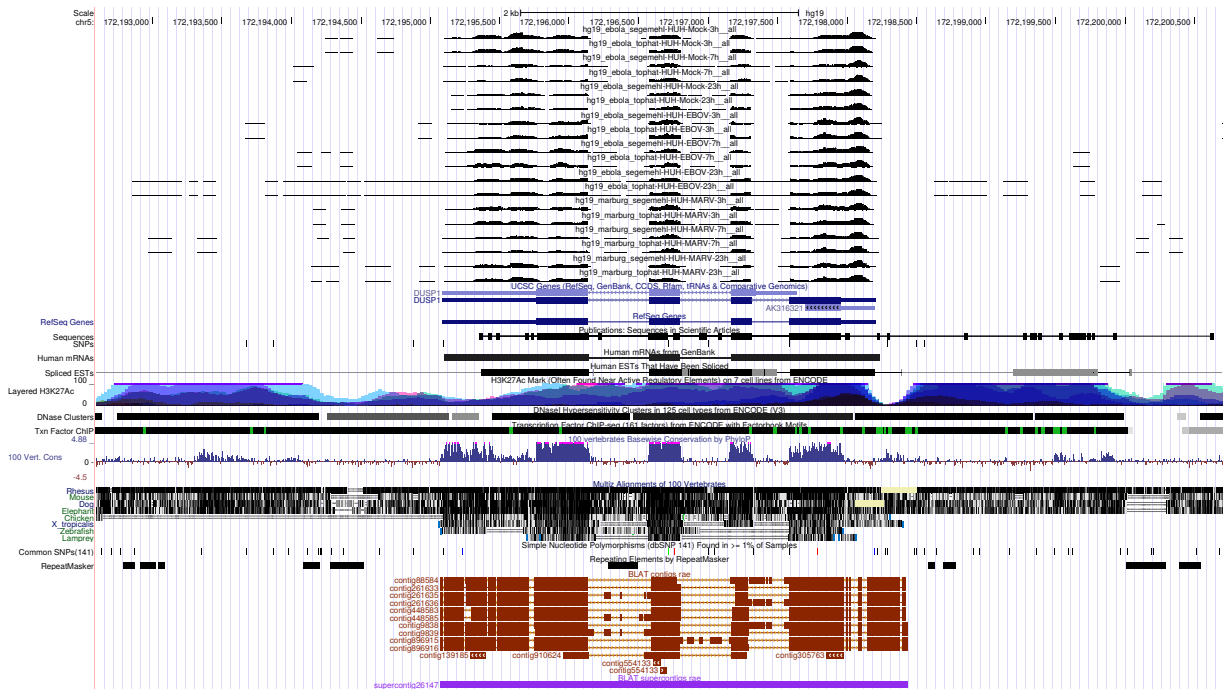 Scale 2 kb hg19
chr5: 172,193,000 172,193,500 172,194,000 172,194,500 172,195,000 172,195,500 172,196,000 172,196,500 172,197,000 172,197,500 172,198,000 172,198,500 172,199,000 172,199,500 172,200,000 172,200,500
hg19_ebola_segemehl-HUH-Mock-3h__all
hg19_ebola_tophat-HUH-Mock-3h__all
hg19_ebola_segemehl-HUH-Mock-7h__all
hg19_ebola_tophat-HUH-Mock-7h__all
hg19_ebola_segemehl-HUH-Mock-23h__all
hg19_ebola_tophat-HUH-Mock-23h__all
hg19_ebola_segemehl-HUH-EBOV-3h__all
hg19_ebola_tophat-HUH-EBOV-3h__all
hg19_ebola_segemehl-HUH-EBOV-7h__all
hg19_ebola_tophat-HUH-EBOV-7h__all
hg19_ebola_segemehl-HUH-EBOV-23h__all
hg19_ebola_tophat-HUH-EBOV-23h__all
hg19_marburg_segemehl-HUH-MARV-3h__all
hg19_marburg_tophat-HUH-MARV-3h__all
hg19_marburg_segemehl-HUH-MARV-7h__all
hg19_marburg_tophat-HUH-MARV-7h__all
hg19_marburg_segemehl-HUH-MARV-23h__all
hg19_marburg_tophat-HUH-MARV-23h__all
UCSC Genes (RefSeq, GenBank, CCDS, Rfam, tRNAs & Comparative Genomics)
DUSP1
DUSP1
AK316321
RefSeq Genes
RefSeq Genes
Publications: Sequences in Scientific Articles
Sequences
SNPs
Human mRNAs from GenBank
Human mRNAs
Human ESTs That Have Been Spliced
Spliced ESTs
H3K27Ac Mark (Often Found Near Active Regulatory Elements) on 7 cell lines from ENCODE
100
Layered H3K27Ac
0
DNaseI Hypersensitivity Clusters in 125 cell types from ENCODE (V3)
DNase Clusters
Transcription Factor ChIP-seq (161 factors) from ENCODE with Factorbook Motifs
Txn Factor ChIP
100 vertebrates Basewise Conservation by PhyloP
4.88
100 Vert. Cons
0
-4.5
Multiz Alignments of 100 Vertebrates
Rhesus
Mouse
Dog
Elephant
Chicken
X_tropicalis
Zebrafish
Lamprey
Simple Nucleotide Polymorphisms (dbSNP 141) Found in >= 1% of Samples
Common SNPs(141)
Repeating Elements by RepeatMasker
RepeatMasker
BLAT contigs rae
contig88584
contig261633
contig261635
contig261636
contig448583
contig448585
contig9838
contig9839
contig896915
contig896916
contig139185 contig910624 contig305763
contig554133
contig554133
BLAT supercontigs rae
supercontig26147